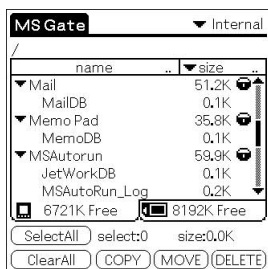 MS Gate Internal
/
name .. size ..
Mail 51.2K
MailDB 0.1K
Memo Pad 35.8K
MemoDB 0.1K
MSAutorun 59.9K
JetWorkDB 0.1K
MSAutoRun_Log 0.2K
6721K Free 8192K Free
SelectAll select:0 size:0.0K
ClearAll COPY MOVE DELETE